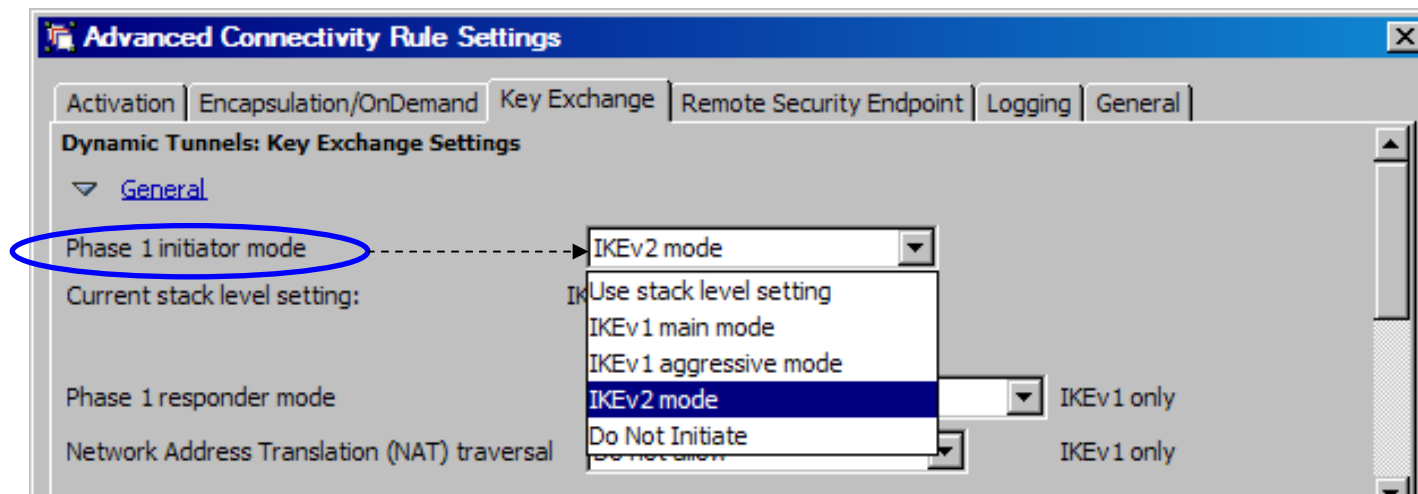 Advanced Connectivity Rule Settings
Activation Encapsulation/OnDemand Key Exchange Remote Security Endpoint Logging General
Dynamic Tunnels: Key Exchange Settings
General
Phase 1 initiator mode IKEv2 mode
Current stack level setting: IK
Use stack level setting
IKEv1 main mode
IKEv1 aggressive mode
IKEv2 mode
Do Not Initiate
Phase 1 responder mode IKEv1 only
Network Address Translation (NAT) traversal IKEv1 only